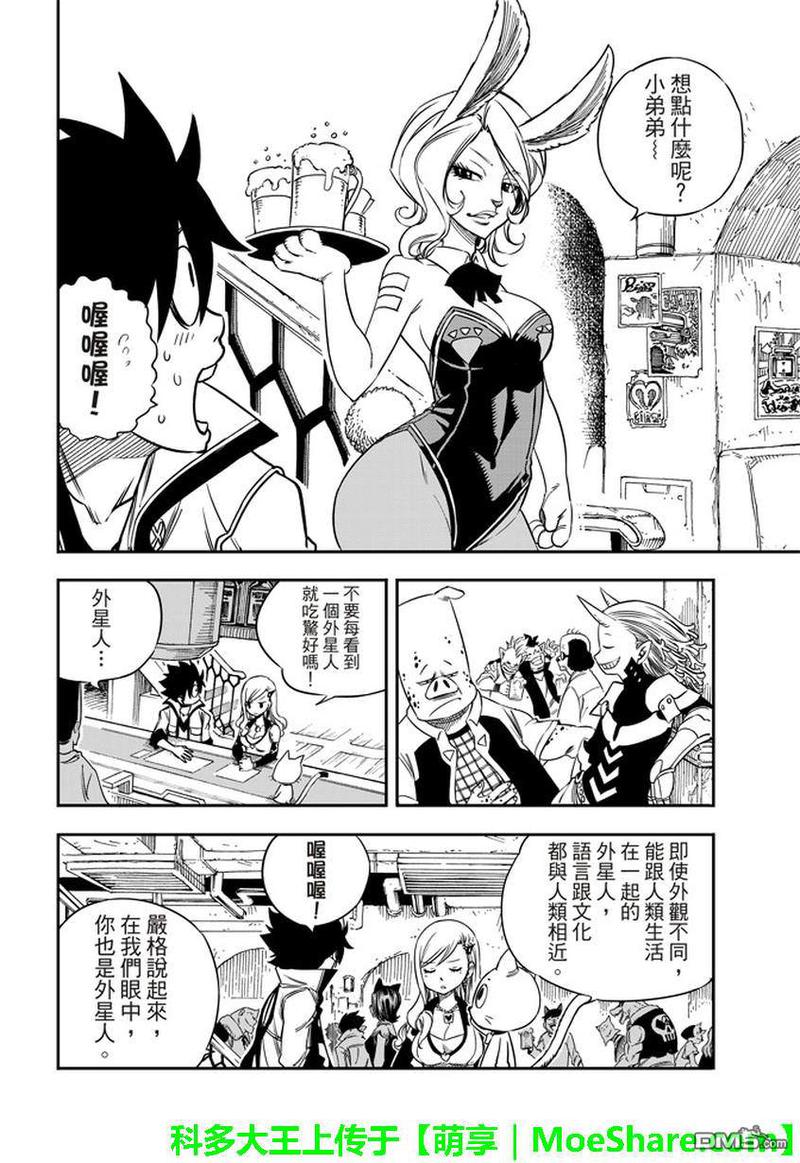 想點什麼呢?
小弟弟~
喔喔喔!
不要每看到
一個外星人
就吃驚好嗎!
外星人…
即使外觀不同,
能跟人類生活
在一起的
外星人,
語言跟文化
都與人類相近。
喔喔喔!
嚴格說起來,
在我們眼中,
你也是外星人。
科多大王上传于【萌享|MoeShare.com】